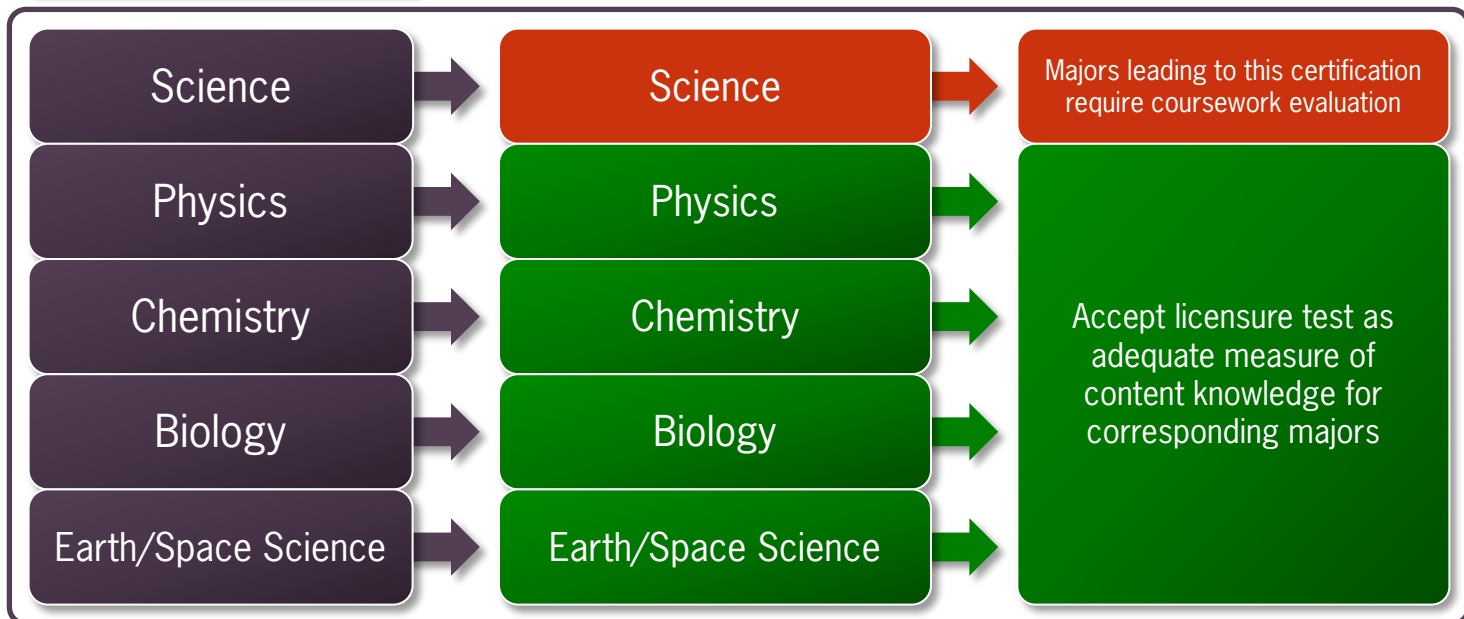 Science
Science
Majors leading to this certification
require coursework evaluation
Physics
Physics
Chemistry
Chemistry
Accept licensure test as
adequate measure of
content knowledge for
corresponding majors
Biology
Biology
Earth/Space Science
Earth/Space Science